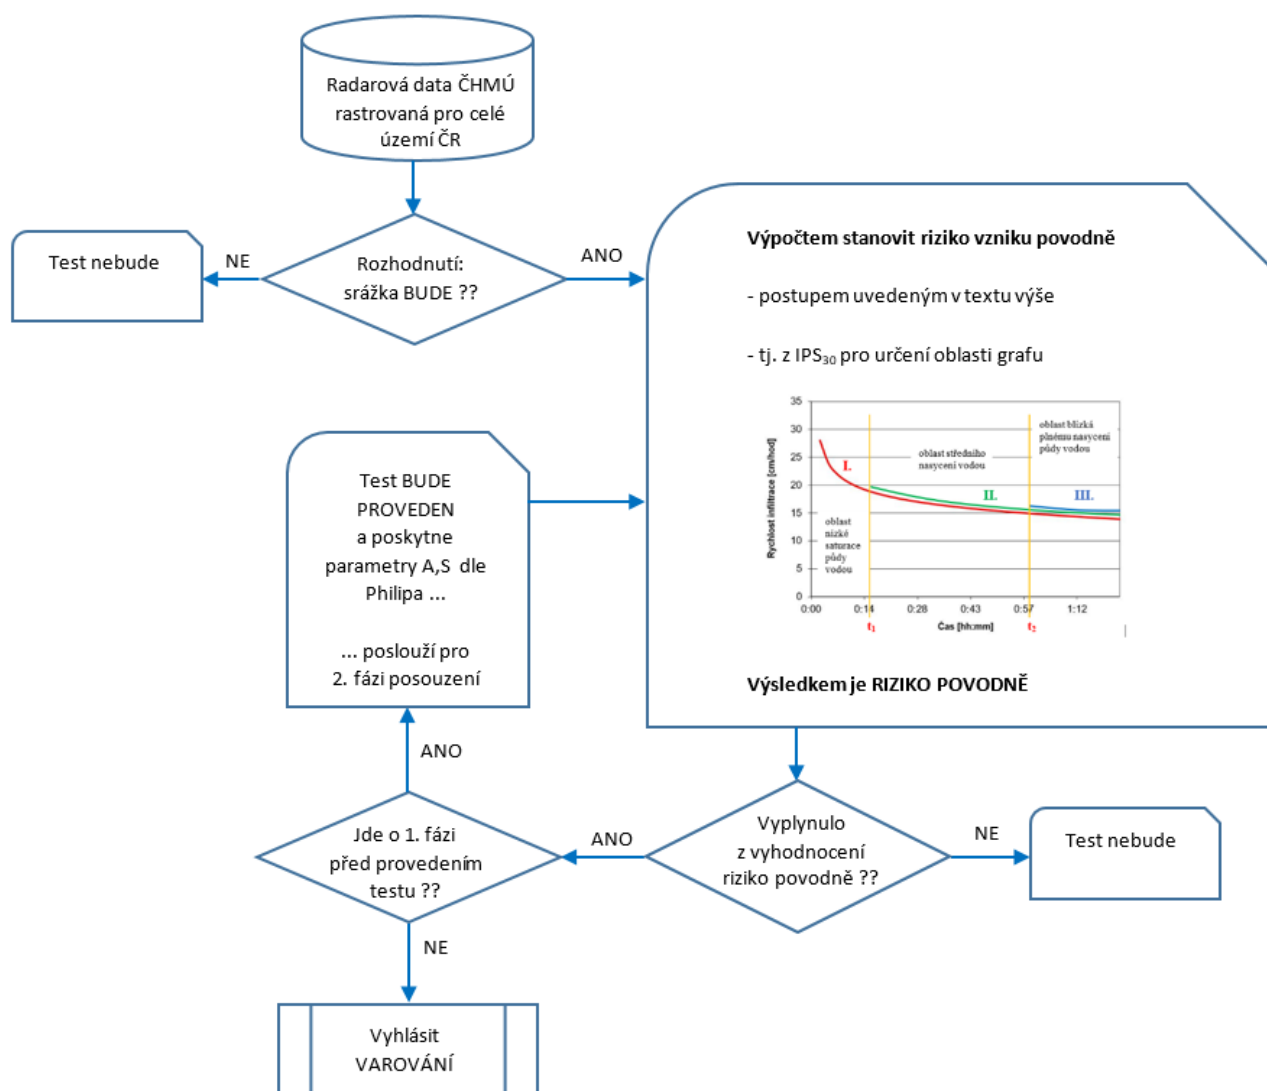 Radarová data ČHMÚ
rastrovaná pro celé
území ČR
Rozhodnutí:
srážka BUDE ??
NE
Test nebude
ANO
Výpočtem stanovit riziko vzniku povodně
- postupem uvedeným v textu výše
- tj. z IPS₃₀ pro určení oblasti grafu
Rychlost infiltrace [cm/hod]
35
30
25
20
15
10
5
0
0:00
0:14
0:28
0:43
0:57
1:12
Čas [hh:mm]
t₁
t₂
I.
II.
III.
oblast
nízké
saturace
půdy
vodou
oblast středního
nasycení vodou
oblast blízká
plnému nasycení
půdy vodou
Výsledkem je RIZIKO POVODNĚ
Test BUDE
PROVEDEN
a poskytne
parametry A,S dle
Philipa ...
... poslouží pro
2. fázi posouzení
ANO
Jde o 1. fázi
před provedením
testu ??
ANO
Vyplynulo
z vyhodnocení
riziko povodně ??
NE
Test nebude
NE
Vyhlásit
VAROVÁNÍ